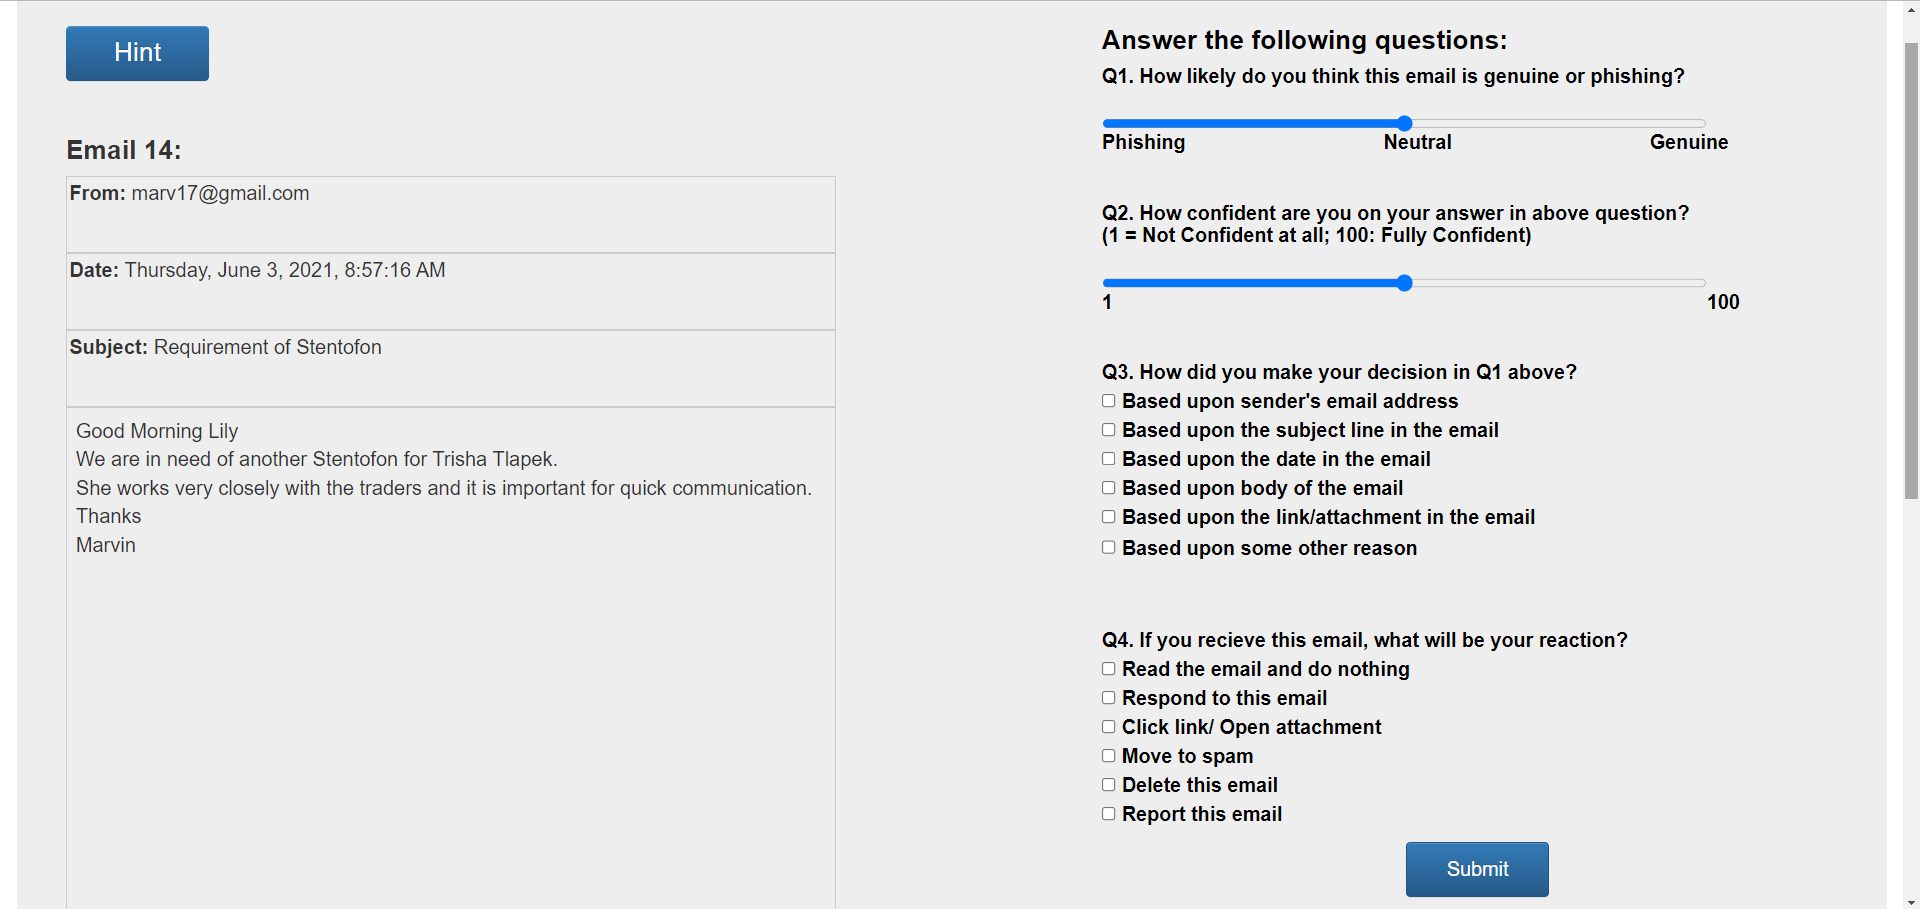 Hint
Email 14:
From: marv17@gmail.com
Date: Thursday, June 3, 2021, 8:57:16 AM
Subject: Requirement of Stentofon
Good Morning Lily
We are in need of another Stentofon for Trisha Tlapek.
She works very closely with the traders and it is important for quick communication.
Thanks
Marvin
Answer the following questions:
Q1. How likely do you think this email is genuine or phishing?
Phishing Neutral Genuine
Q2. How confident are you on your answer in above question?
(1 = Not Confident at all; 100: Fully Confident)
1 100
Q3. How did you make your decision in Q1 above?
Based upon sender's email address
Based upon the subject line in the email
Based upon the date in the email
Based upon body of the email
Based upon the link/attachment in the email
Based upon some other reason
Q4. If you recieve this email, what will be your reaction?
Read the email and do nothing
Respond to this email
Click link/ Open attachment
Move to spam
Delete this email
Report this email
Submit